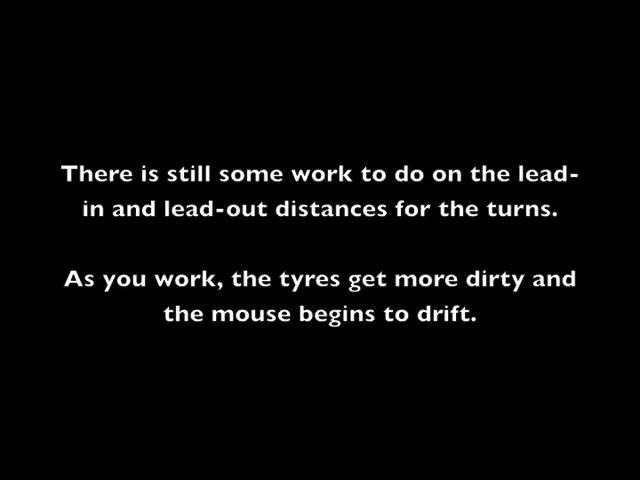 There is still some work to do on the lead-
in and lead-out distances for the turns.
As you work, the tyres get more dirty and
the mouse begins to drift.